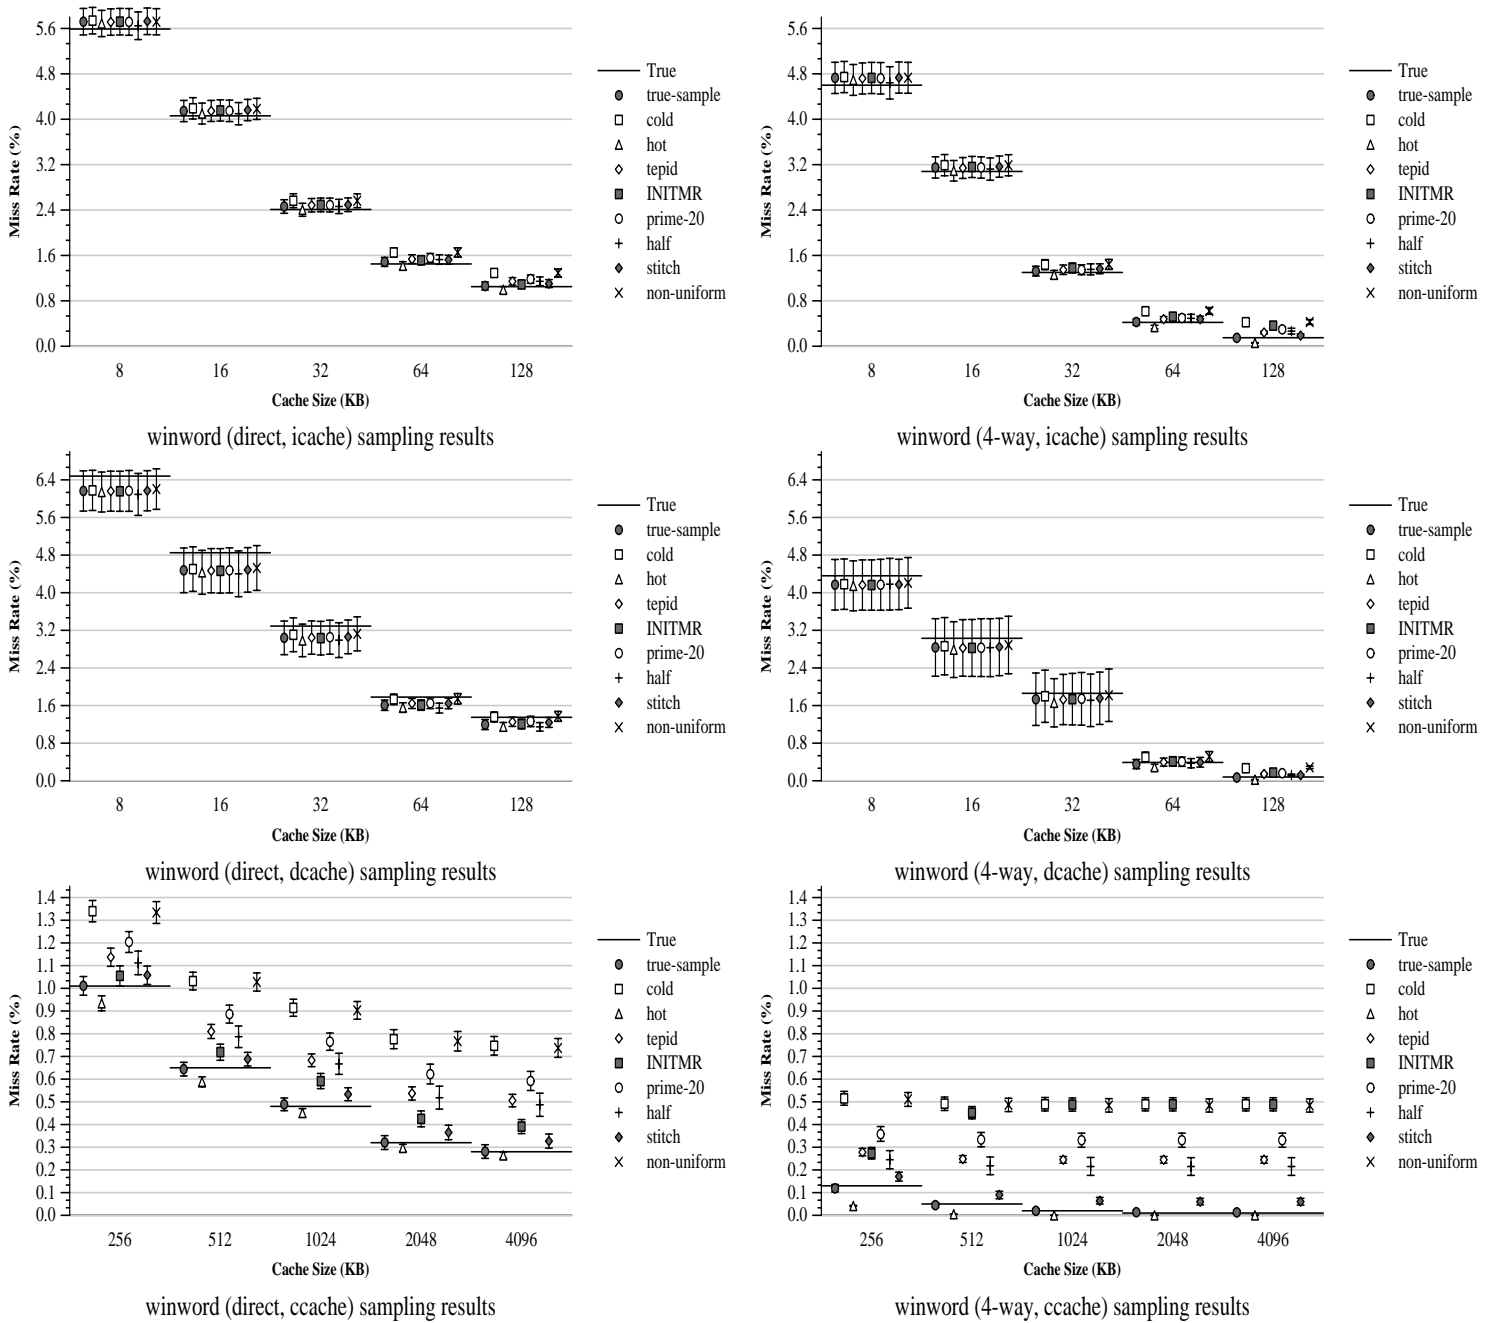 5.6
4.8
4.0
3.2
2.4
1.6
0.8
0.0
Miss Rate (%)
8 16 32 64 128
Cache Size (KB)
True
true-sample
cold
hot
tepid
INITMR
prime-20
half
stitch
non-uniform
winword (direct, icache) sampling results
5.6
4.8
4.0
3.2
2.4
1.6
0.8
0.0
Miss Rate (%)
8 16 32 64 128
Cache Size (KB)
True
true-sample
cold
hot
tepid
INITMR
prime-20
half
stitch
non-uniform
winword (4-way, icache) sampling results
6.4
5.6
4.8
4.0
3.2
2.4
1.6
0.8
0.0
Miss Rate (%)
8 16 32 64 128
Cache Size (KB)
True
true-sample
cold
hot
tepid
INITMR
prime-20
half
stitch
non-uniform
winword (direct, dcache) sampling results
6.4
5.6
4.8
4.0
3.2
2.4
1.6
0.8
0.0
Miss Rate (%)
8 16 32 64 128
Cache Size (KB)
True
true-sample
cold
hot
tepid
INITMR
prime-20
half
stitch
non-uniform
winword (4-way, dcache) sampling results
1.4
1.3
1.2
1.1
1.0
0.9
0.8
0.7
0.6
0.5
0.4
0.3
0.2
0.1
0.0
Miss Rate (%)
256 512 1024 2048 4096
Cache Size (KB)
True
true-sample
cold
hot
tepid
INITMR
prime-20
half
stitch
non-uniform
winword (direct, ccache) sampling results
1.4
1.3
1.2
1.1
1.0
0.9
0.8
0.7
0.6
0.5
0.4
0.3
0.2
0.1
0.0
Miss Rate (%)
256 512 1024 2048 4096
Cache Size (KB)
True
true-sample
cold
hot
tepid
INITMR
prime-20
half
stitch
non-uniform
winword (4-way, ccache) sampling results